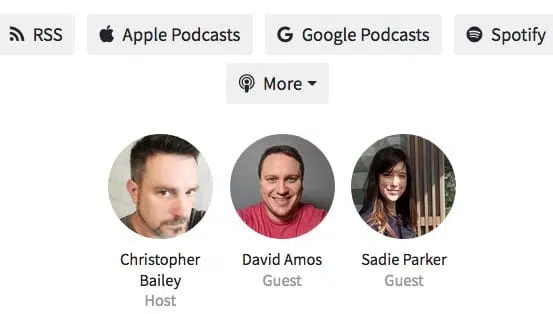 RSS Apple Podcasts Google Podcasts Spotify
More
Christopher Bailey David Amos Sadie Parker
Host Guest Guest